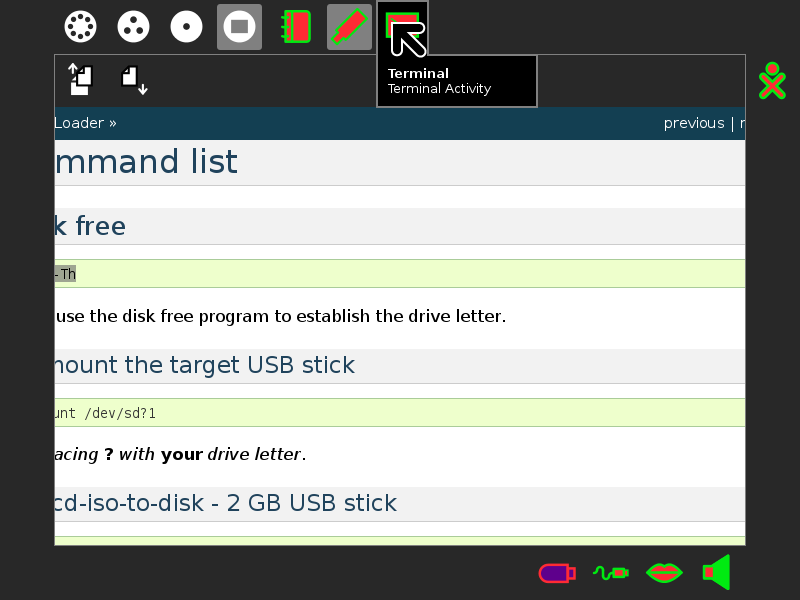 Terminal
Terminal Activity
Loader »
previous |
mmand list
k free
-Th
use the disk free program to establish the drive letter.
ount the target USB stick
unt /dev/sd?1
acing ? with your drive letter.
cd-iso-to-disk - 2 GB USB stick